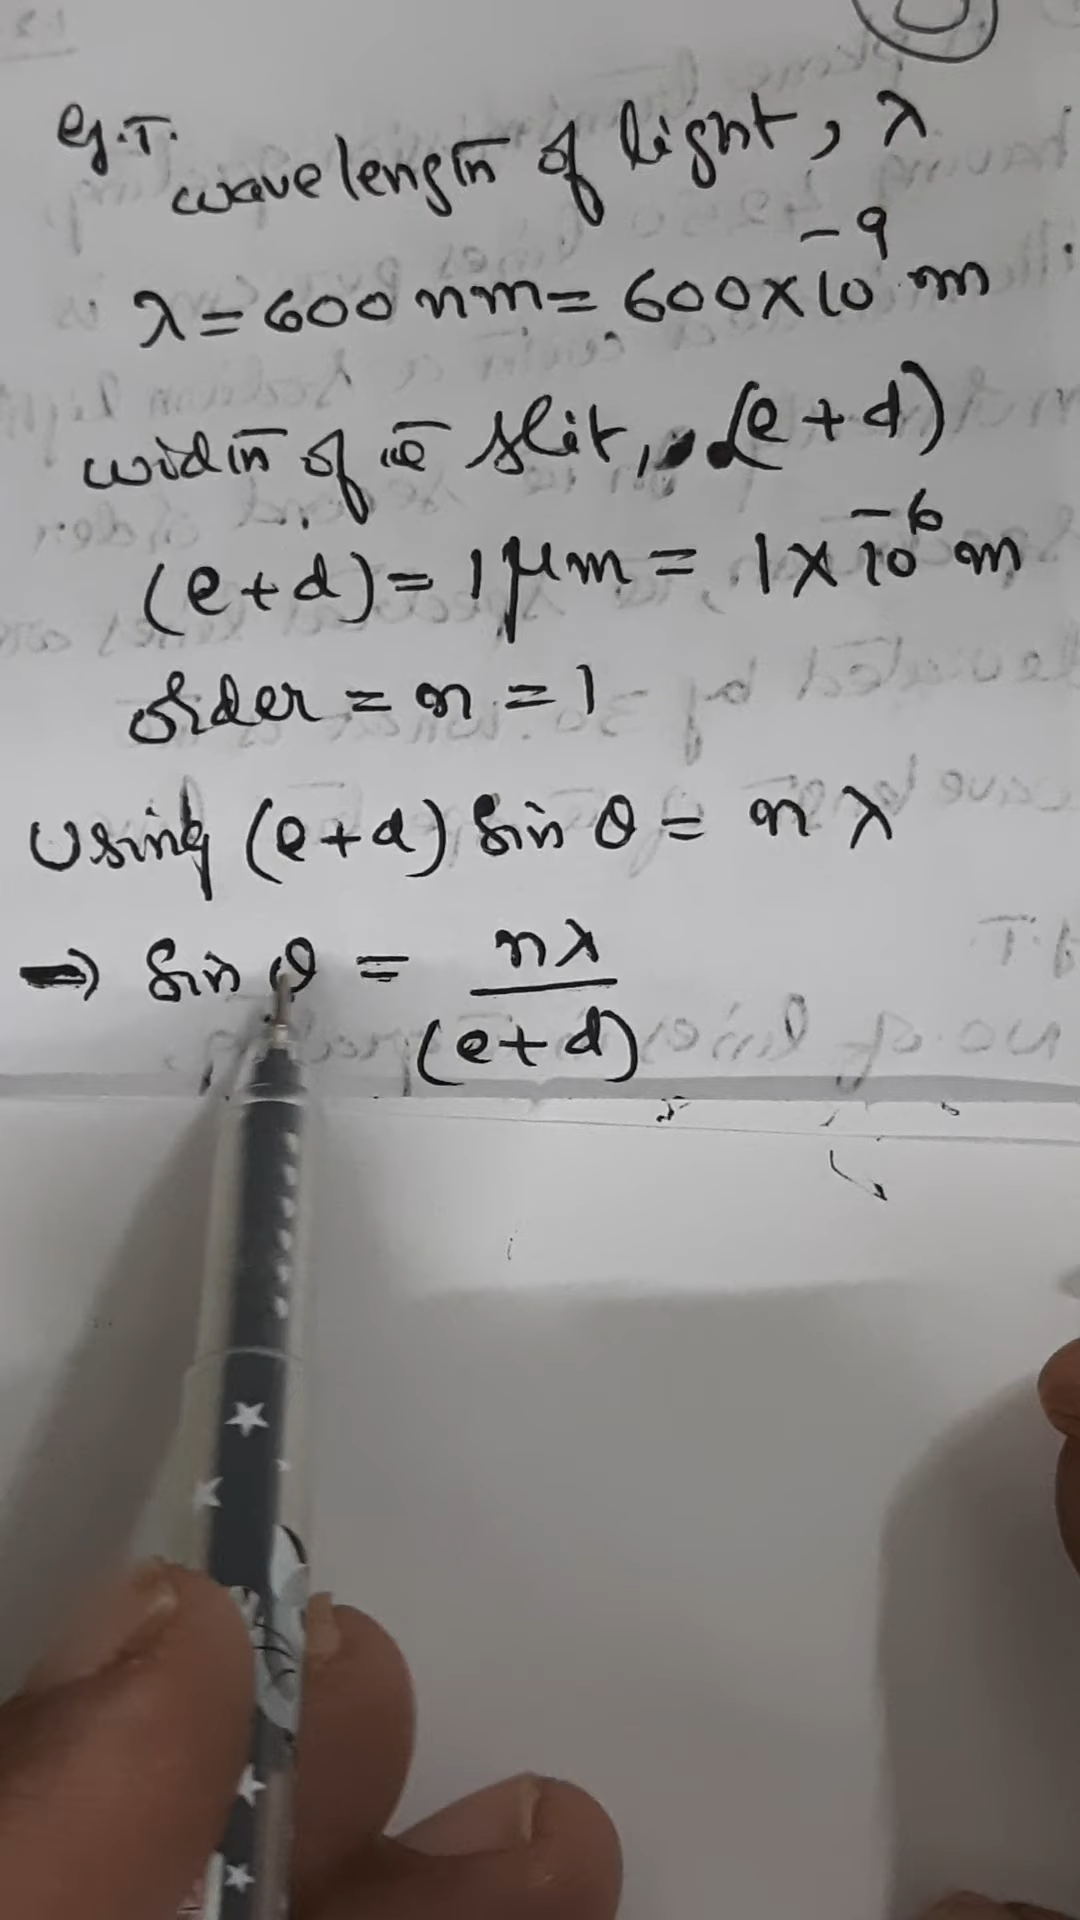 G.T.
wavelength of light, λ
λ = 600 nm = 600 × 10⁻⁹ m
width of the slit, (e + d)
(e + d) = 1 μm = 1 × 10⁻⁶ m
order = n = 1
Using (e + d) Sin θ = n λ
⇒ Sin θ = nλ / (e + d)